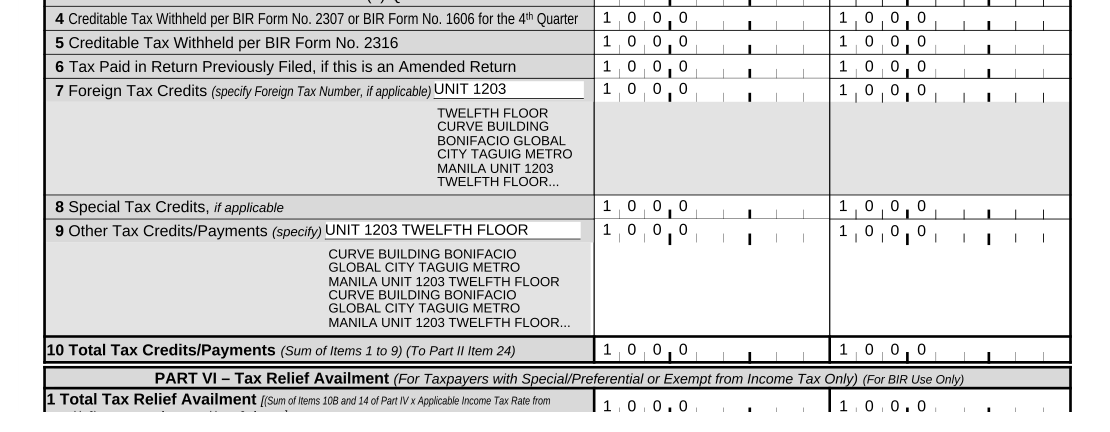 4 Creditable Tax Withheld per BIR Form No. 2307 or BIR Form No. 1606 for the 4th Quarter 1 0 0 0 1 0 0 0
5 Creditable Tax Withheld per BIR Form No. 2316 1 0 0 0 1 0 0 0
6 Tax Paid in Return Previously Filed, if this is an Amended Return 1 0 0 0 1 0 0 0
7 Foreign Tax Credits (specify Foreign Tax Number, if applicable) UNIT 1203 1 0 0 0 1 0 0 0
TWELFTH FLOOR
CURVE BUILDING
BONIFACIO GLOBAL
CITY TAGUIG METRO
MANILA UNIT 1203
TWELFTH FLOOR...
8 Special Tax Credits, if applicable 1 0 0 0 1 0 0 0
9 Other Tax Credits/Payments (specify) UNIT 1203 TWELFTH FLOOR 1 0 0 0 1 0 0 0
CURVE BUILDING BONIFACIO
GLOBAL CITY TAGUIG METRO
MANILA UNIT 1203 TWELFTH FLOOR
CURVE BUILDING BONIFACIO
GLOBAL CITY TAGUIG METRO
MANILA UNIT 1203 TWELFTH FLOOR...
10 Total Tax Credits/Payments (Sum of Items 1 to 9) (To Part II Item 24) 1 0 0 0 1 0 0 0
PART VI – Tax Relief Availment (For Taxpayers with Special/Preferential or Exempt from Income Tax Only) (For BIR Use Only)
1 Total Tax Relief Availment [(Sum of Items 10B and 14 of Part IV x Applicable Income Tax Rate from 1 0 0 0 1 0 0 0